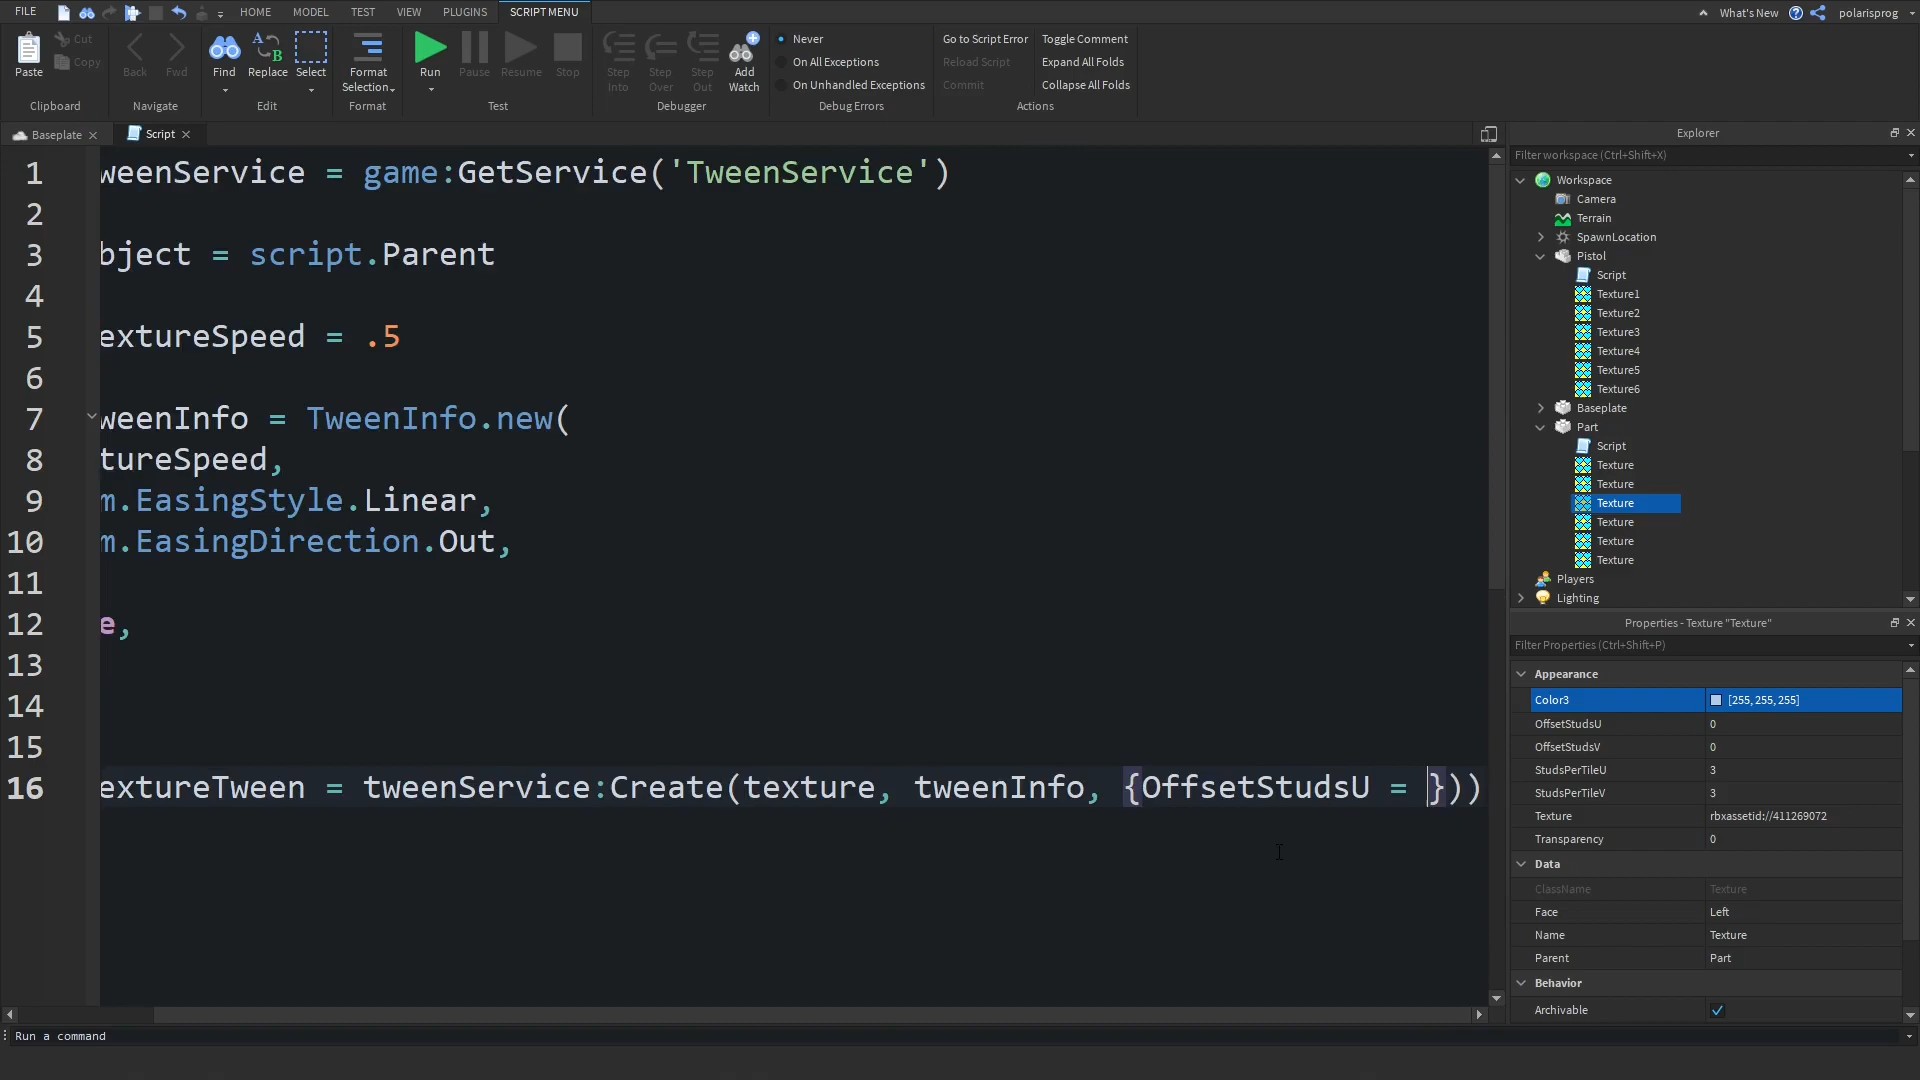 FILE HOME MODEL TEST VIEW PLUGINS SCRIPT MENU What's New polarisprog
Paste Cut Copy Back Fwd Find Replace Select Format Selection Run Pause Resume Stop Step Into Step Over Step Out Add Watch
Never
On All Exceptions
On Unhandled Exceptions
Go to Script Error Toggle Comment
Reload Script Expand All Folds
Commit Collapse All Folds
Clipboard Navigate Edit Format Test Debugger Debug Errors Actions
Baseplate Script
1 weenService = game:GetService('TweenService')
2
3 bject = script.Parent
4
5 extureSpeed = .5
6
7 weenInfo = TweenInfo.new(
8 tureSpeed,
9 m.EasingStyle.Linear,
10 m.EasingDirection.Out,
11
12 e,
13
14
15
16 extureTween = tweenService:Create(texture, tweenInfo, {OffsetStudsU = }))
Run a command
Explorer
Filter workspace (Ctrl+Shift+X)
Workspace
Camera
Terrain
SpawnLocation
Pistol
Script
Texture1
Texture2
Texture3
Texture4
Texture5
Texture6
Baseplate
Part
Script
Texture
Texture
Texture
Texture
Texture
Texture
Players
Lighting
Properties - Texture "Texture"
Filter Properties (Ctrl+Shift+P)
Appearance
Color3 [255, 255, 255]
OffsetStudsU 0
OffsetStudsV 0
StudsPerTileU 3
StudsPerTileV 3
Texture rbxassetid://411269072
Transparency 0
Data
ClassName Texture
Face Left
Name Texture
Parent Part
Behavior
Archivable